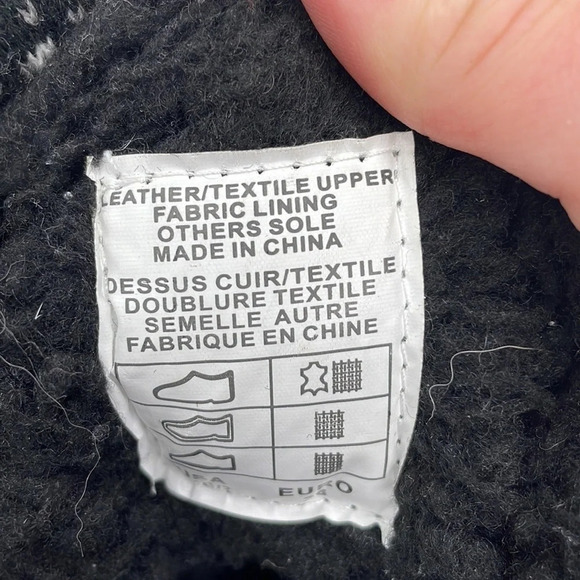 LEATHER/TEXTILE UPPER
FABRIC LINING
OTHERS SOLE
MADE IN CHINA
DESSUS CUIR/TEXTILE
DOUBLURE TEXTILE
SEMELLE AUTRE
FABRIQUE EN CHINE
EURO